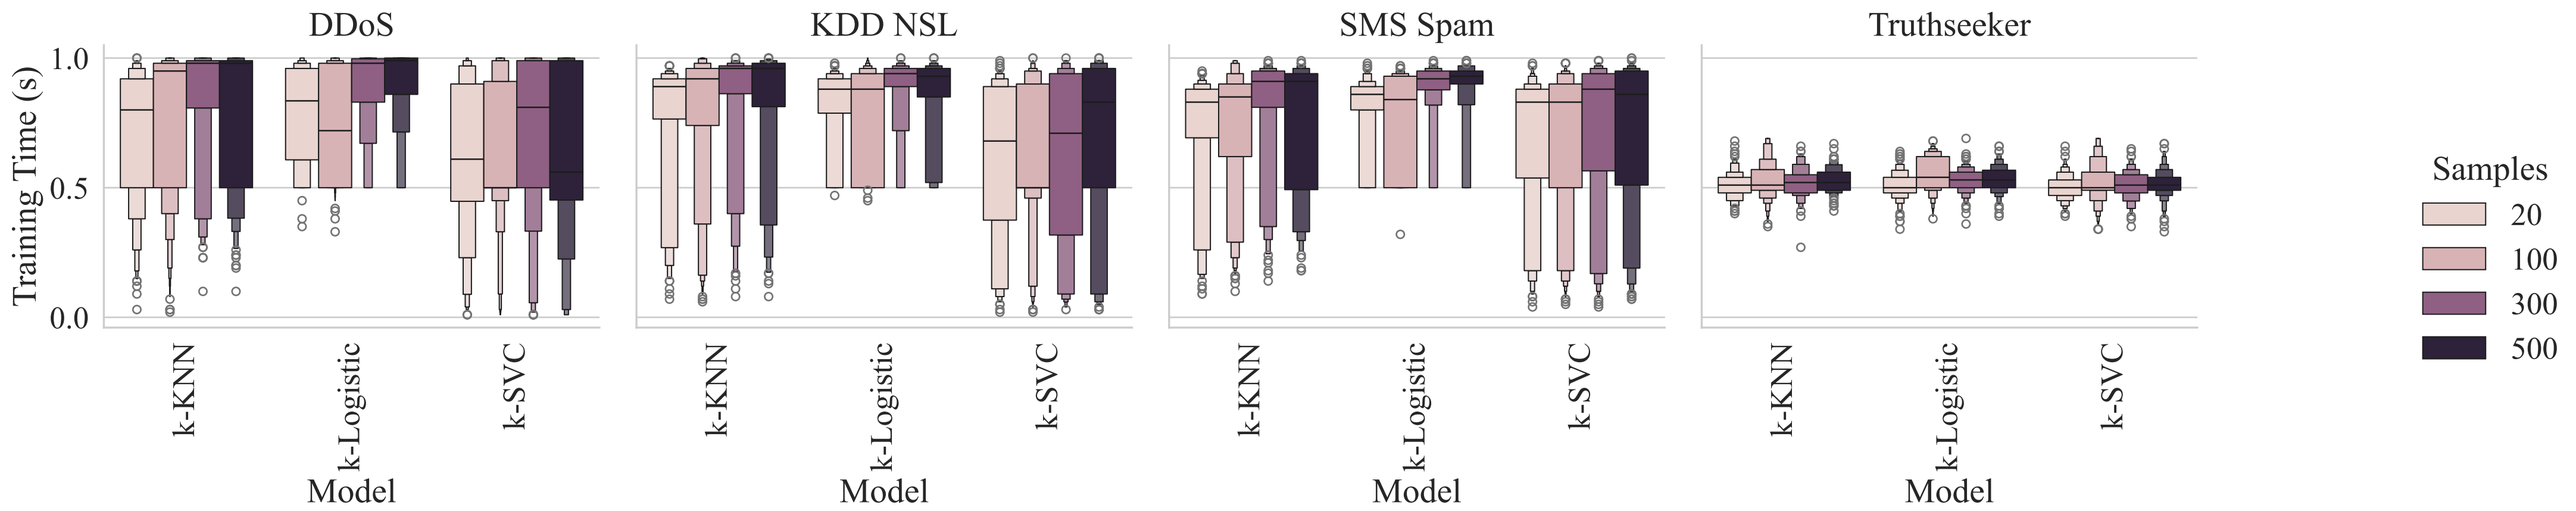 DDoS
KDD NSL
SMS Spam
Truthseeker
Training Time (s)
1.0
0.5
0.0
k-KNN
k-Logistic
k-SVC
k-KNN
k-Logistic
k-SVC
k-KNN
k-Logistic
k-SVC
k-KNN
k-Logistic
k-SVC
Model
Model
Model
Model
Samples
20
100
300
500